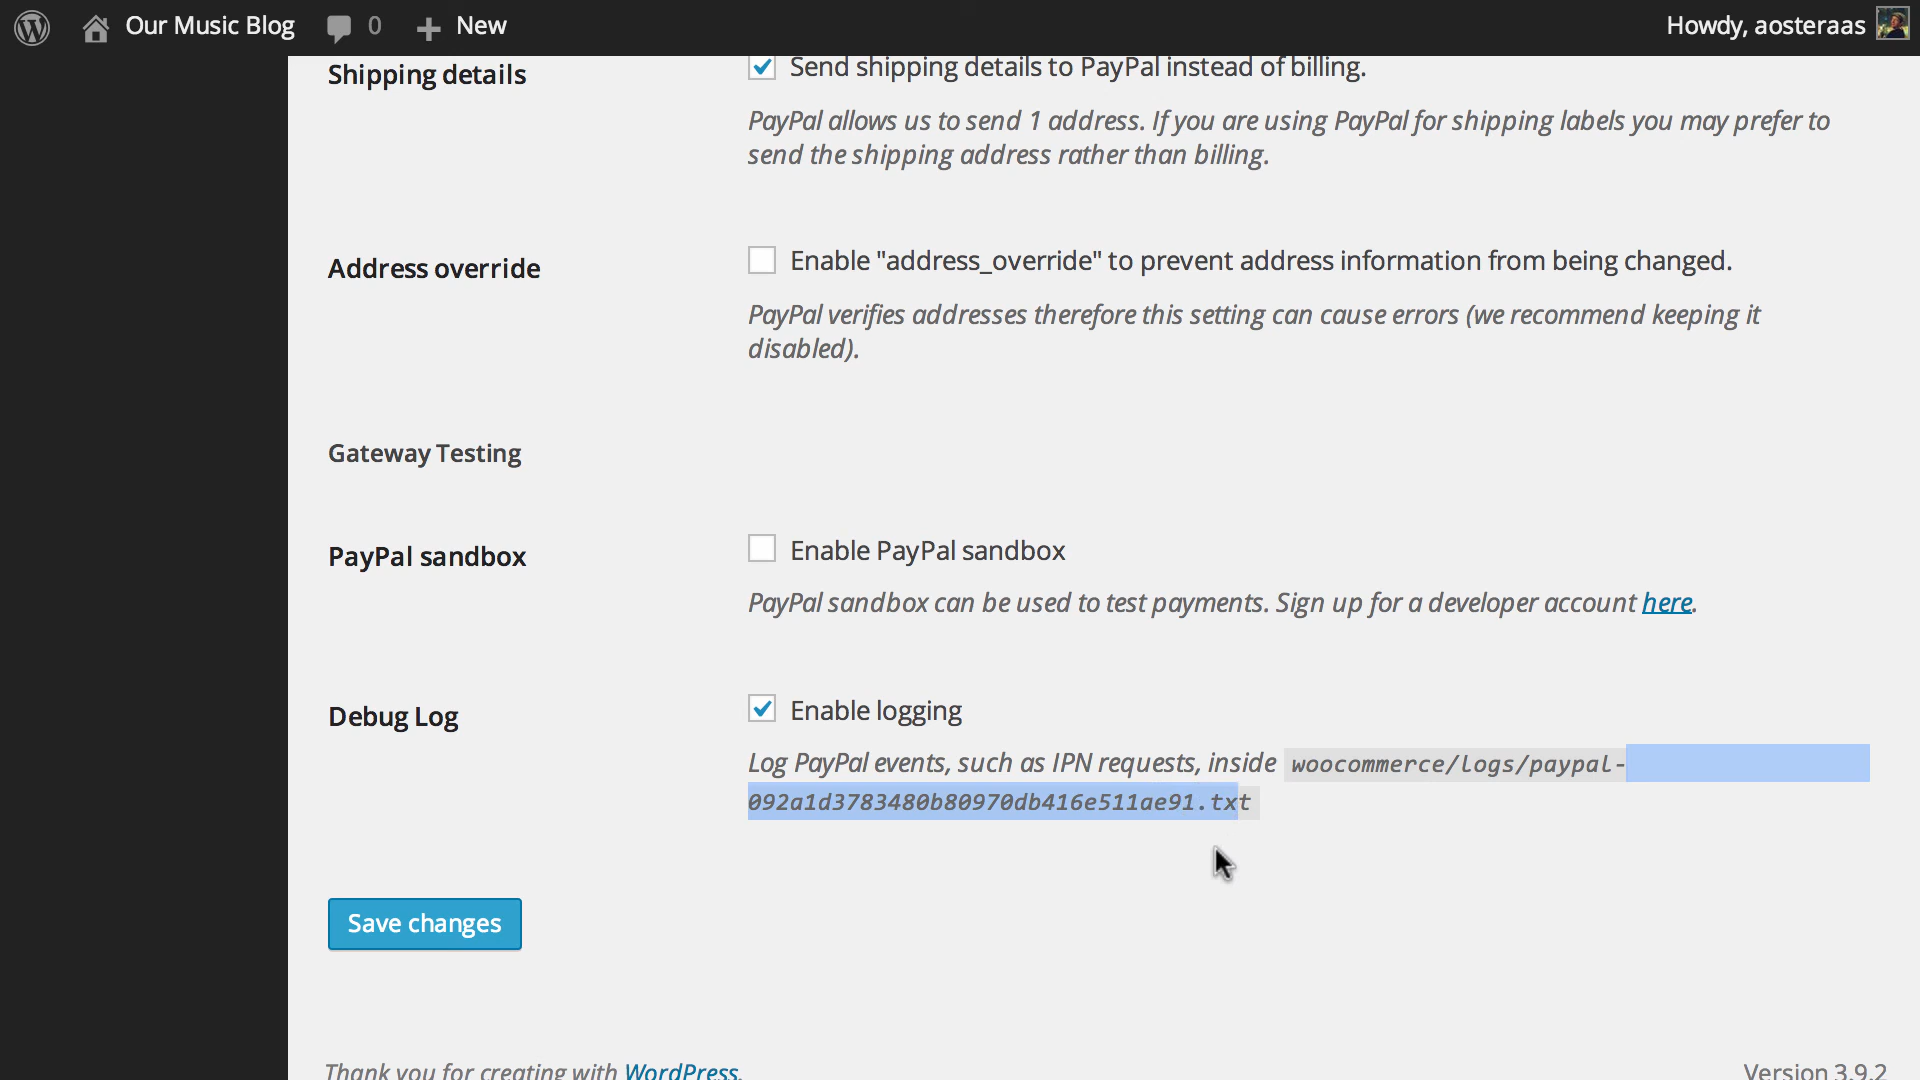 Our Music Blog 0 New Howdy, aosteraas
Shipping details Send shipping details to PayPal instead of billing.
PayPal allows us to send 1 address. If you are using PayPal for shipping labels you may prefer to
send the shipping address rather than billing.
Address override Enable "address_override" to prevent address information from being changed.
PayPal verifies addresses therefore this setting can cause errors (we recommend keeping it
disabled).
Gateway Testing
PayPal sandbox Enable PayPal sandbox
PayPal sandbox can be used to test payments. Sign up for a developer account here.
Debug Log Enable logging
Log PayPal events, such as IPN requests, inside woocommerce/logs/paypal-
092a1d3783480b80970db416e511ae91.txt
Save changes
Thank you for creating with WordPress. Version 3.9.2